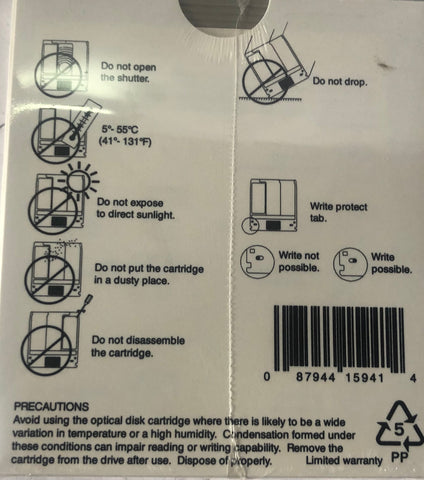 Do not open
the shutter.
5°- 55°C
(41°- 131°F)
Do not expose
to direct sunlight.
Do not put the cartridge
in a dusty place.
Do not disassemble
the cartridge.
Do not drop.
Write protect
tab.
Write not
possible.
Write
possible.
0 87944 15941 4
PRECAUTIONS
Avoid using the optical disk cartridge where there is likely to be a wide
variation in temperature or a high humidity. Condensation formed under
these conditions can impair reading or writing capability. Remove the
cartridge from the drive after use. Dispose of properly. Limited warranty
5
PP